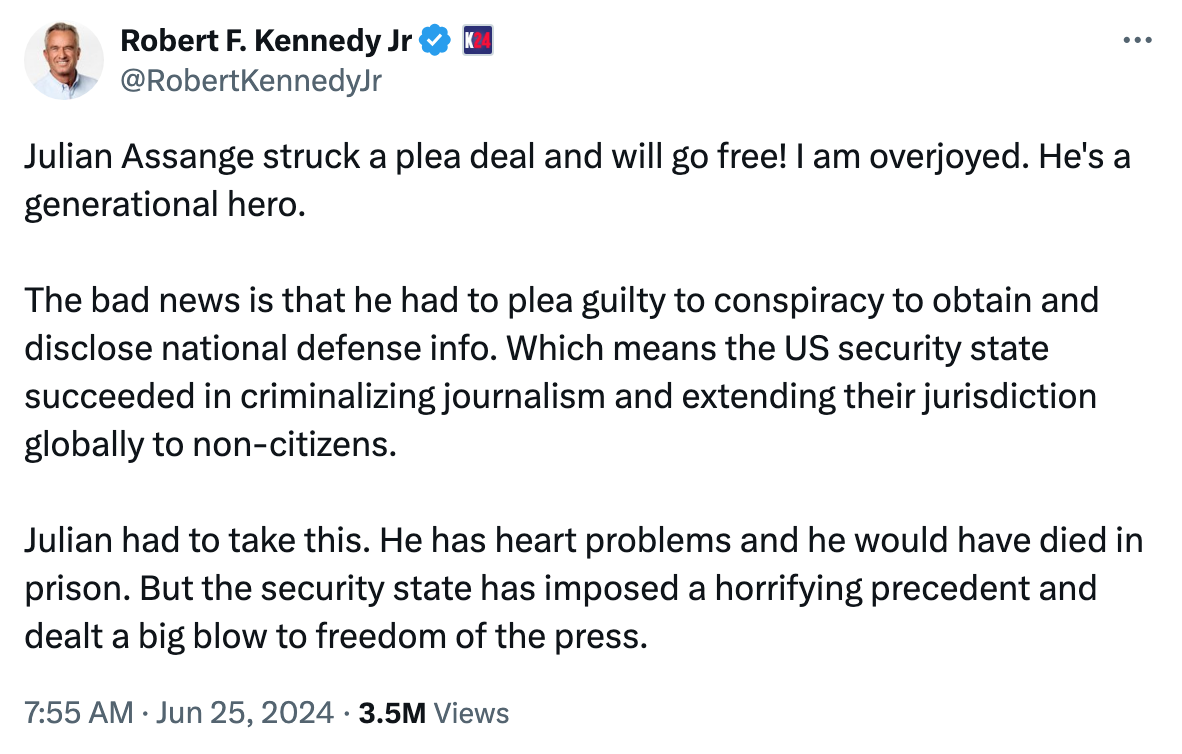 Robert F. Kennedy Jr K24
@RobertKennedyJr
Julian Assange struck a plea deal and will go free! I am overjoyed. He's a
generational hero.
The bad news is that he had to plea guilty to conspiracy to obtain and
disclose national defense info. Which means the US security state
succeeded in criminalizing journalism and extending their jurisdiction
globally to non-citizens.
Julian had to take this. He has heart problems and he would have died in
prison. But the security state has imposed a horrifying precedent and
dealt a big blow to freedom of the press.
7:55 AM · Jun 25, 2024 · 3.5M Views